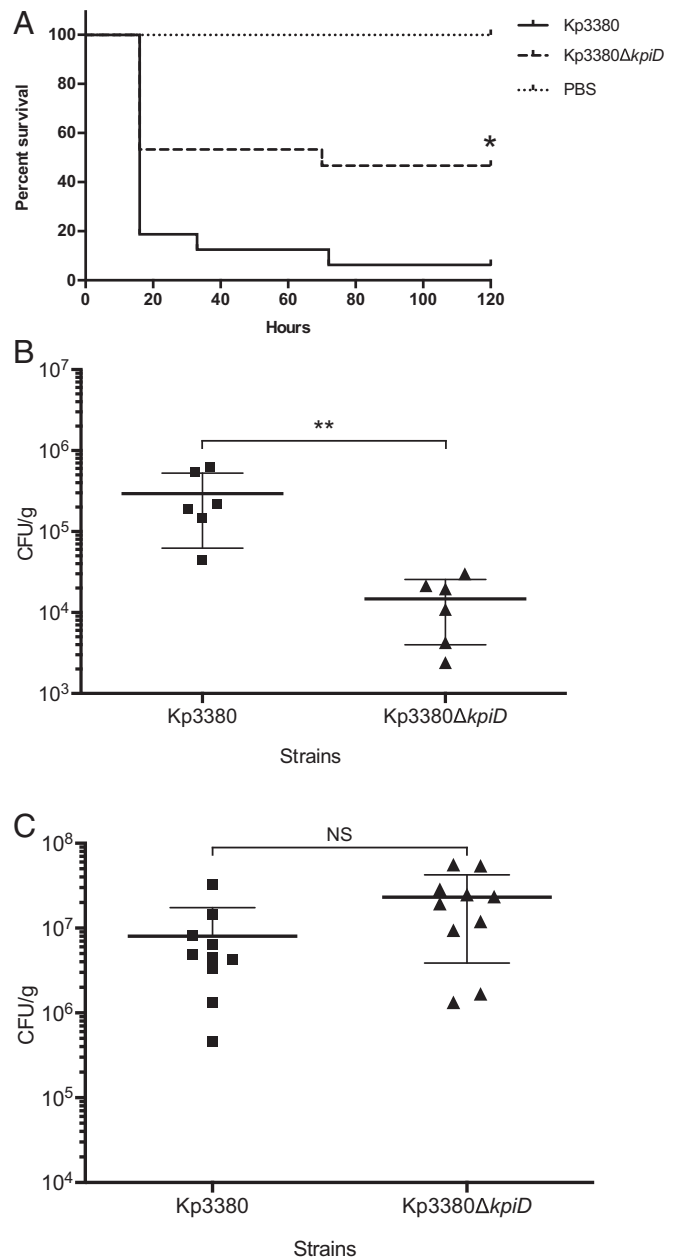 A
Percent survival
100
80
60
40
20
0
0 20 40 60 80 100 120
Hours
*
Kp3380
Kp3380ΔkpiD
PBS
B
CFU/g
10⁷
10⁶
10⁵
10⁴
10³
**
Kp3380 Kp3380ΔkpiD
Strains
C
CFU/g
10⁸
10⁷
10⁶
10⁵
10⁴
NS
Kp3380 Kp3380ΔkpiD
Strains